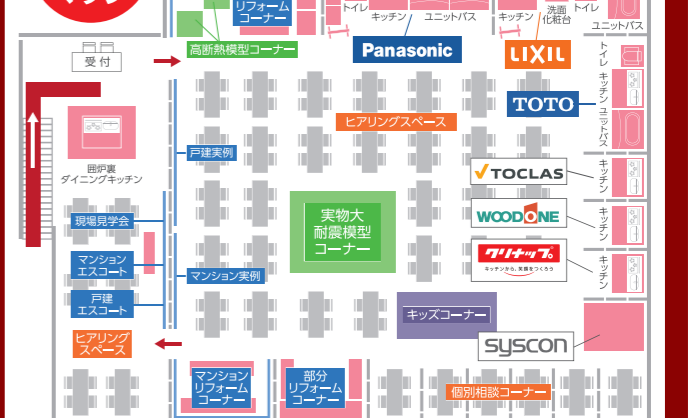 リフォーム
コーナー
トイレ
キッチン
ユニットバス
キッチン
洗面
化粧台
トイレ
ユニットバス
高断熱模型コーナー
Panasonic
LIXIL
受付
トイレ
キッチン
ユニットバス
TOTO
ヒアリングスペース
戸建実例
囲炉裏
ダイニングキッチン
TOCLAS
キッチン
現場見学会
実物大
耐震模型
コーナー
WOODONE
キッチン
マンション
エスコート
マンション実例
クリナップ。
キッチンから、笑顔をつくろう
キッチン
戸建
エスコート
キッズコーナー
ヒアリング
スペース
syscon
マンション
リフォーム
コーナー
部分
リフォーム
コーナー
個別相談コーナー